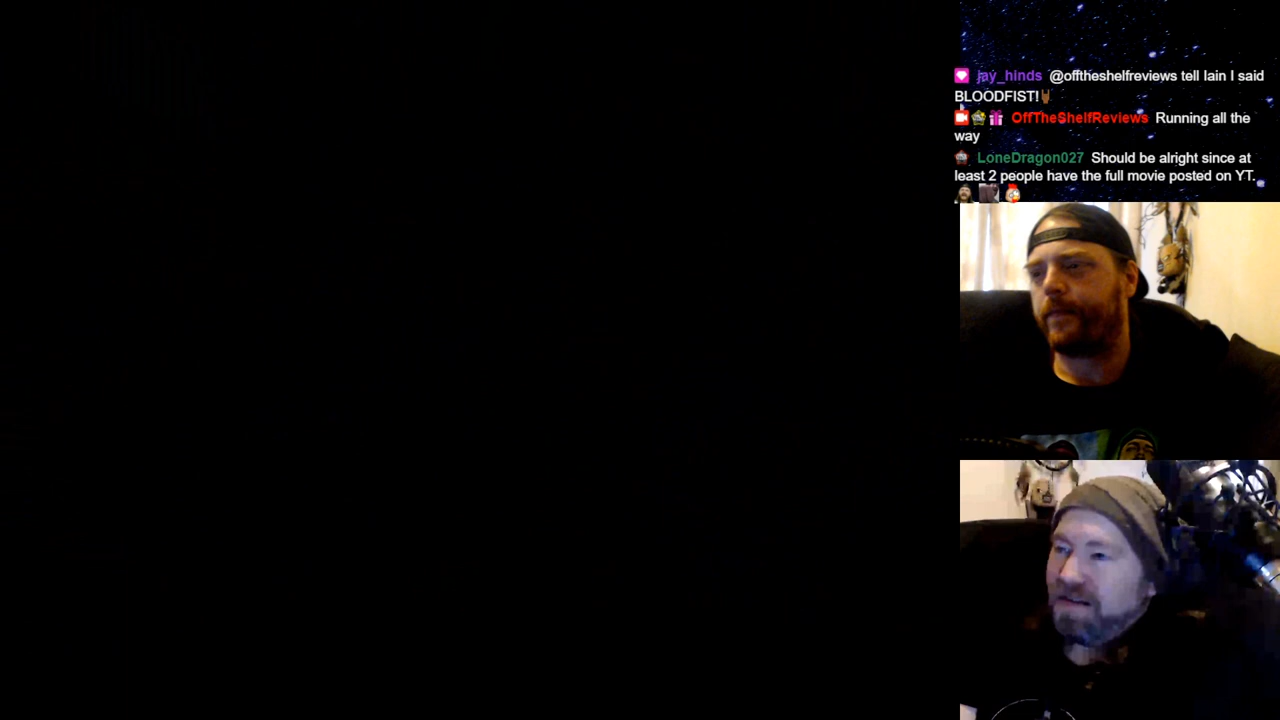 jay_hinds @offtheshelfreviews tell Iain I said
BLOODFIST!
OffTheShelfReviews Running all the
way
LoneDragon027 Should be alright since at
least 2 people have the full movie posted on YT.